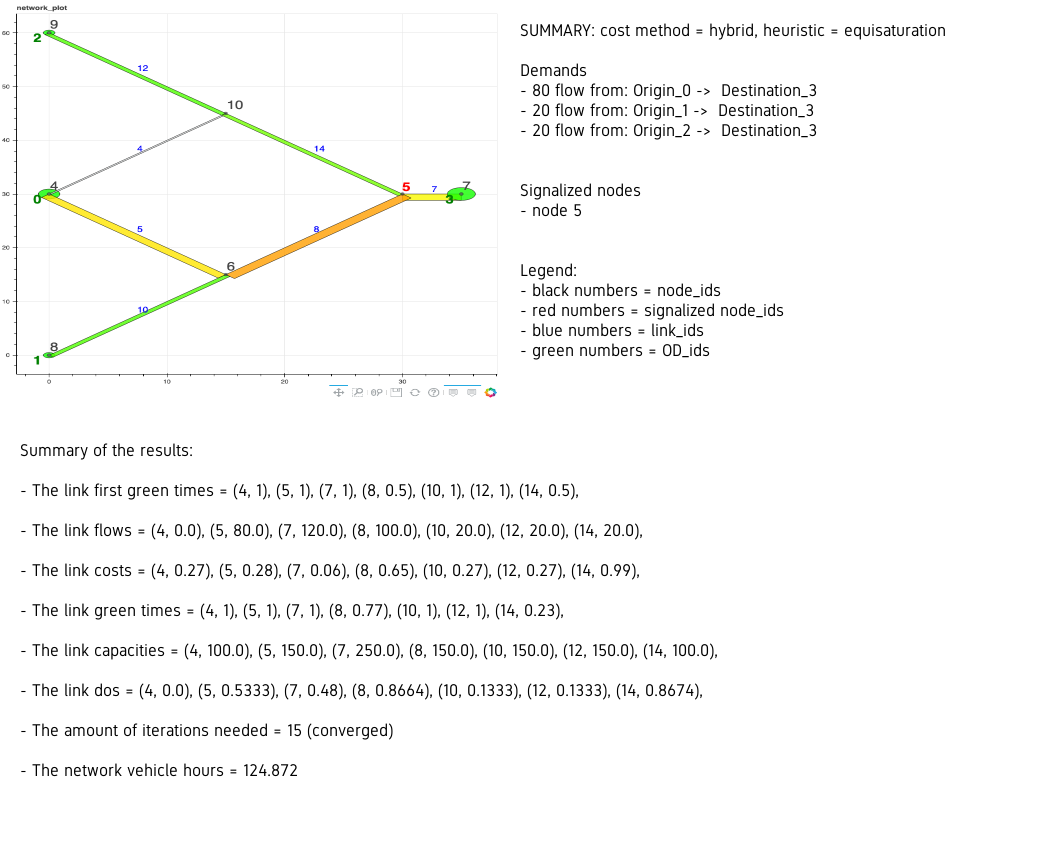 network_plot
60
50
40
30
20
10
0
0
10
20
30
9
2
12
10
4
14
4
0
5
7
7
3
5
8
6
10
8
1
SUMMARY: cost method = hybrid, heuristic = equisaturation
Demands
- 80 flow from: Origin_0 -> Destination_3
- 20 flow from: Origin_1 -> Destination_3
- 20 flow from: Origin_2 -> Destination_3
Signalized nodes
- node 5
Legend:
- black numbers = node_ids
- red numbers = signalized node_ids
- blue numbers = link_ids
- green numbers = OD_ids
Summary of the results:
- The link first green times = (4, 1), (5, 1), (7, 1), (8, 0.5), (10, 1), (12, 1), (14, 0.5),
- The link flows = (4, 0.0), (5, 80.0), (7, 120.0), (8, 100.0), (10, 20.0), (12, 20.0), (14, 20.0),
- The link costs = (4, 0.27), (5, 0.28), (7, 0.06), (8, 0.65), (10, 0.27), (12, 0.27), (14, 0.99),
- The link green times = (4, 1), (5, 1), (7, 1), (8, 0.77), (10, 1), (12, 1), (14, 0.23),
- The link capacities = (4, 100.0), (5, 150.0), (7, 250.0), (8, 150.0), (10, 150.0), (12, 150.0), (14, 100.0),
- The link dos = (4, 0.0), (5, 0.5333), (7, 0.48), (8, 0.8664), (10, 0.1333), (12, 0.1333), (14, 0.8674),
- The amount of iterations needed = 15 (converged)
- The network vehicle hours = 124.872